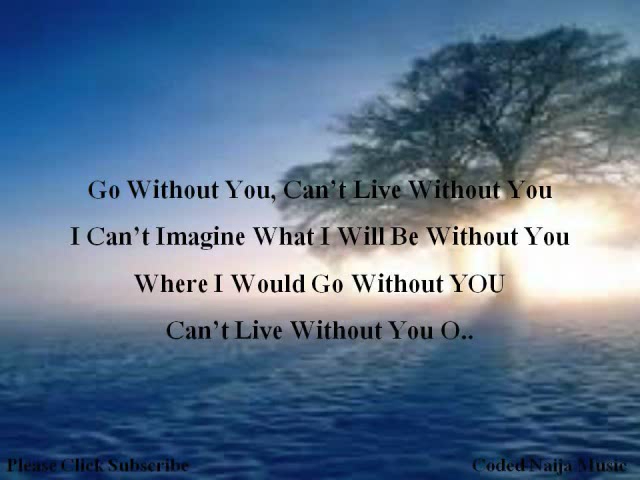 Go Without You, Can't Live Without You
I Can't Imagine What I Will Be Without You
Where I Would Go Without YOU
Can't Live Without You O..
Please Click Subscribe
Coded Naija Music